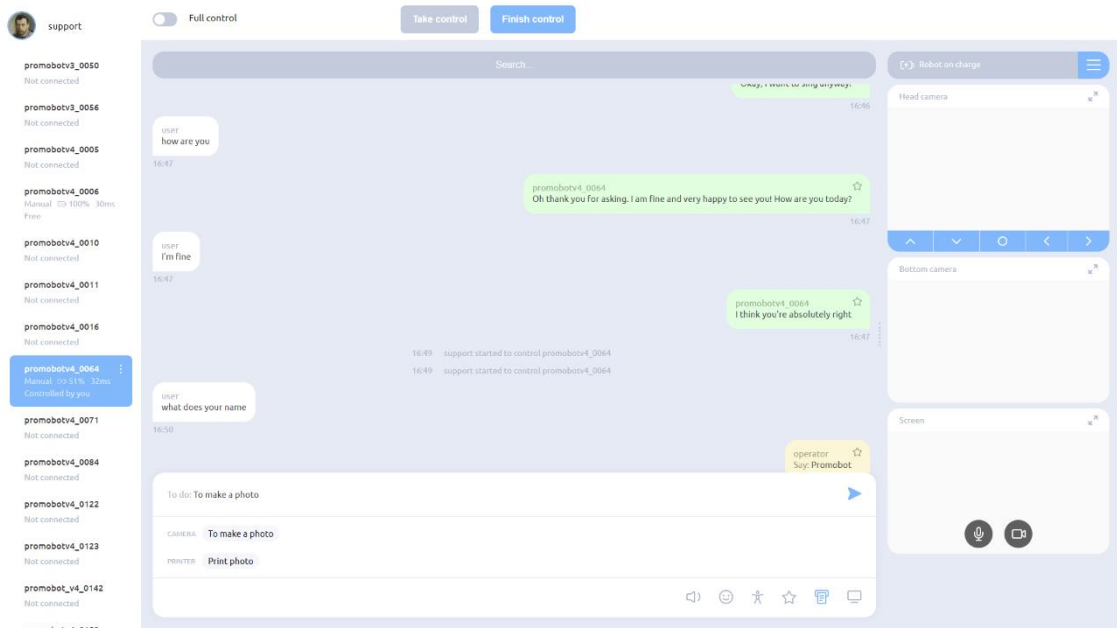 support
Full control
Take control
Finish control
promobotv3_0050
Not connected
promobotv3_0056
Not connected
promobotv4_0005
Not connected
promobotv4_0006
Manual 100% 30ms
Free
promobotv4_0010
Not connected
promobotv4_0011
Not connected
promobotv4_0016
Not connected
promobotv4_0064
Manual 51% 32ms
Controlled by you
promobotv4_0071
Not connected
promobotv4_0084
Not connected
promobotv4_0122
Not connected
promobotv4_0123
Not connected
promobot_v4_0142
Not connected
Search...
Okay, I want to sing anyway.
16:46
user
how are you
16:47
promobotv4_0064
Oh thank you for asking. I am fine and very happy to see you! How are you today?
16:47
user
I'm fine
16:47
promobotv4_0064
I think you're absolutely right
16:47
16:49 support started to control promobotv4_0064
16:49 support started to control promobotv4_0064
user
what does your name
16:50
operator
Say: Promobot
To do: To make a photo
CAMERA To make a photo
PRINTER Print photo
Robot on charge
Head camera
Bottom camera
Screen